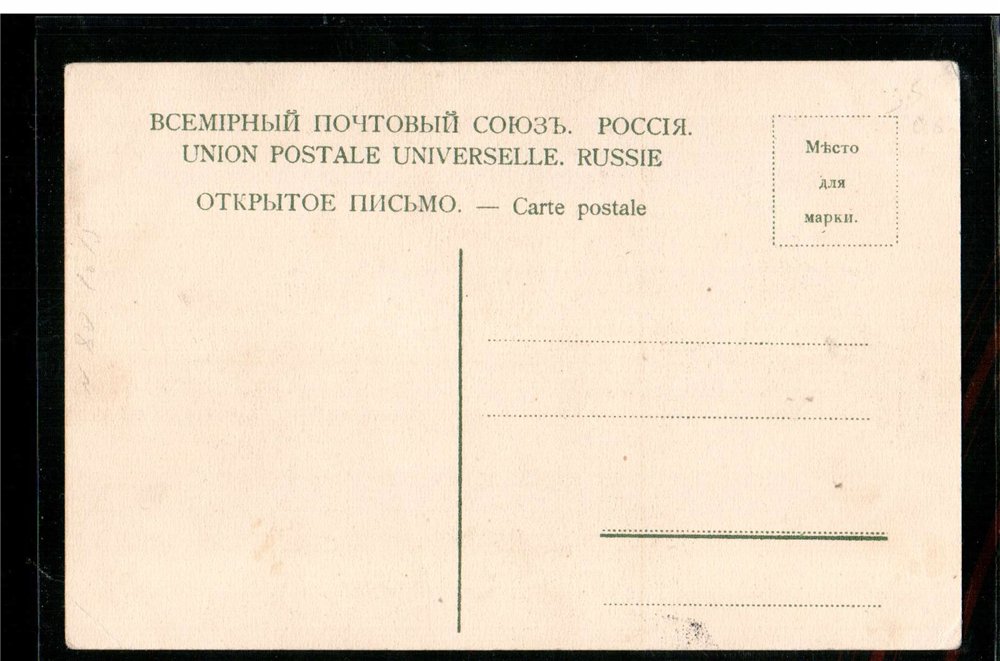 ВСЕМІРНЫЙ ПОЧТОВЫЙ СОЮЗЪ. РОССІЯ.
UNION POSTALE UNIVERSELLE. RUSSIE
ОТКРЫТОЕ ПИСЬМО. — Carte postale
Мѣсто
для
марки.